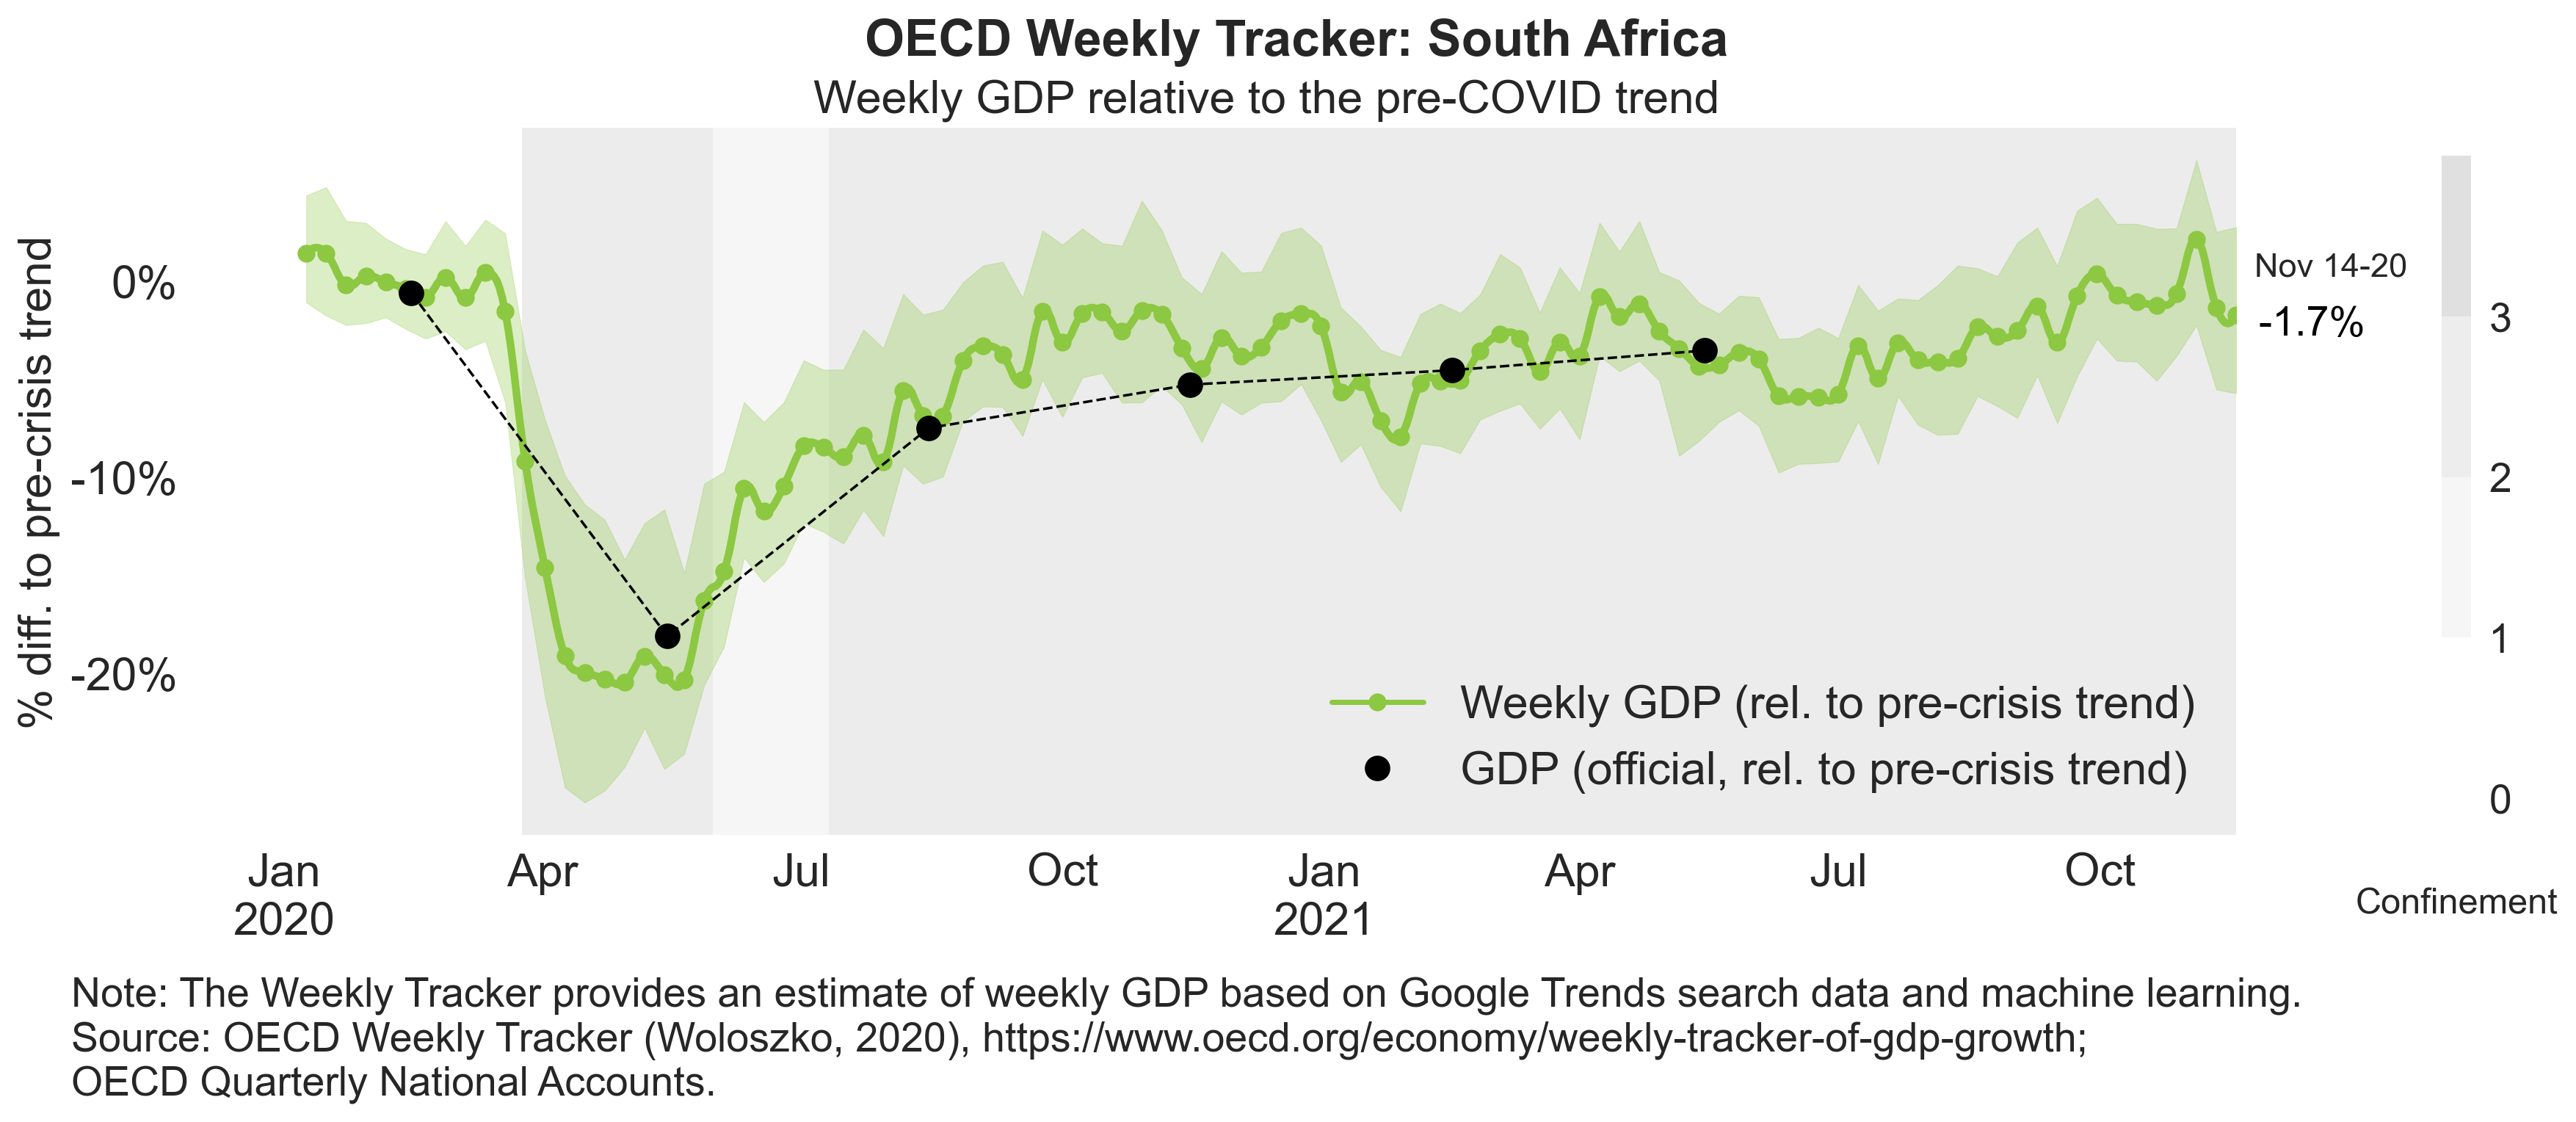 OECD Weekly Tracker: South Africa
Weekly GDP relative to the pre-COVID trend
% diff. to pre-crisis trend
0%
-10%
-20%
Nov 14-20
-1.7%
3
2
1
0
Confinement
Weekly GDP (rel. to pre-crisis trend)
GDP (official, rel. to pre-crisis trend)
Jan Apr Jul Oct Jan Apr Jul Oct
2020 2021
Note: The Weekly Tracker provides an estimate of weekly GDP based on Google Trends search data and machine learning.
Source: OECD Weekly Tracker (Woloszko, 2020), https://www.oecd.org/economy/weekly-tracker-of-gdp-growth;
OECD Quarterly National Accounts.